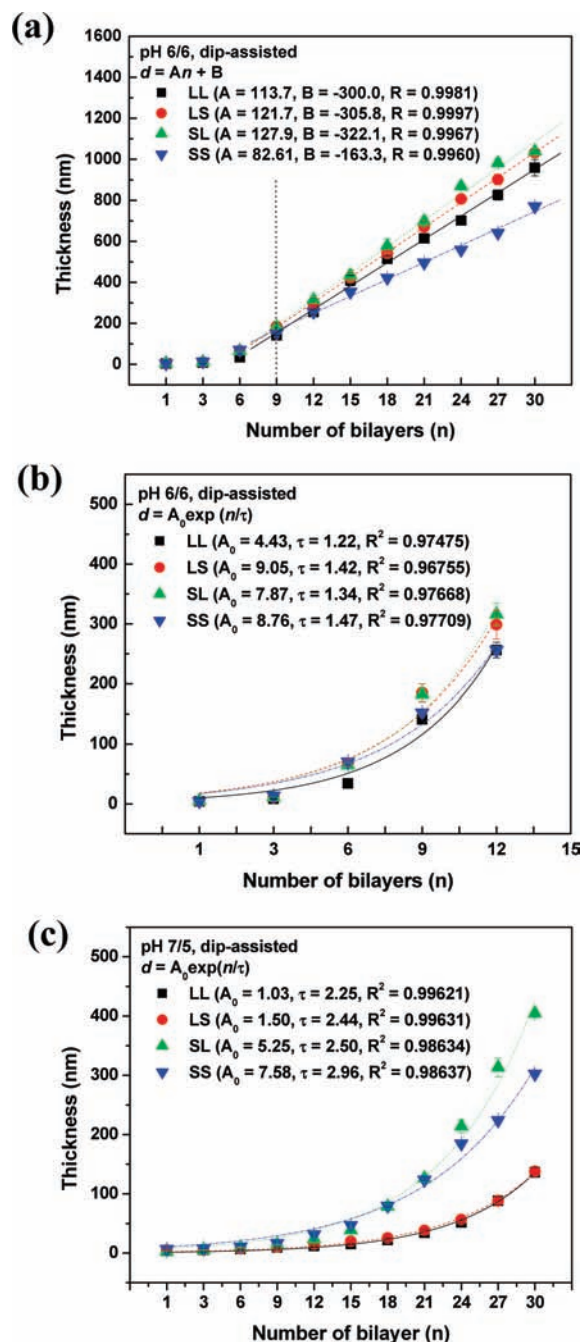 (a)
1600
1400
1200
1000
800
600
400
200
0
Thickness (nm)
pH 6/6, dip-assisted
d = An + B
LL (A = 113.7, B = -300.0, R = 0.9981)
LS (A = 121.7, B = -305.8, R = 0.9997)
SL (A = 127.9, B = -322.1, R = 0.9967)
SS (A = 82.61, B = -163.3, R = 0.9960)
1 3 6 9 12 15 18 21 24 27 30
Number of bilayers (n)
(b)
500
400
300
200
100
0
Thickness (nm)
pH 6/6, dip-assisted
d = A₀exp (n/τ)
LL (A₀ = 4.43, τ = 1.22, R² = 0.97475)
LS (A₀ = 9.05, τ = 1.42, R² = 0.96755)
SL (A₀ = 7.87, τ = 1.34, R² = 0.97668)
SS (A₀ = 8.76, τ = 1.47, R² = 0.97709)
1 3 6 9 12 15
Number of bilayers (n)
(c)
500
400
300
200
100
0
Thickness (nm)
pH 7/5, dip-assisted
d = A₀exp(n/τ)
LL (A₀ = 1.03, τ = 2.25, R² = 0.99621)
LS (A₀ = 1.50, τ = 2.44, R² = 0.99631)
SL (A₀ = 5.25, τ = 2.50, R² = 0.98634)
SS (A₀ = 7.58, τ = 2.96, R² = 0.98637)
1 3 6 9 12 15 18 21 24 27 30
Number of bilayers (n)